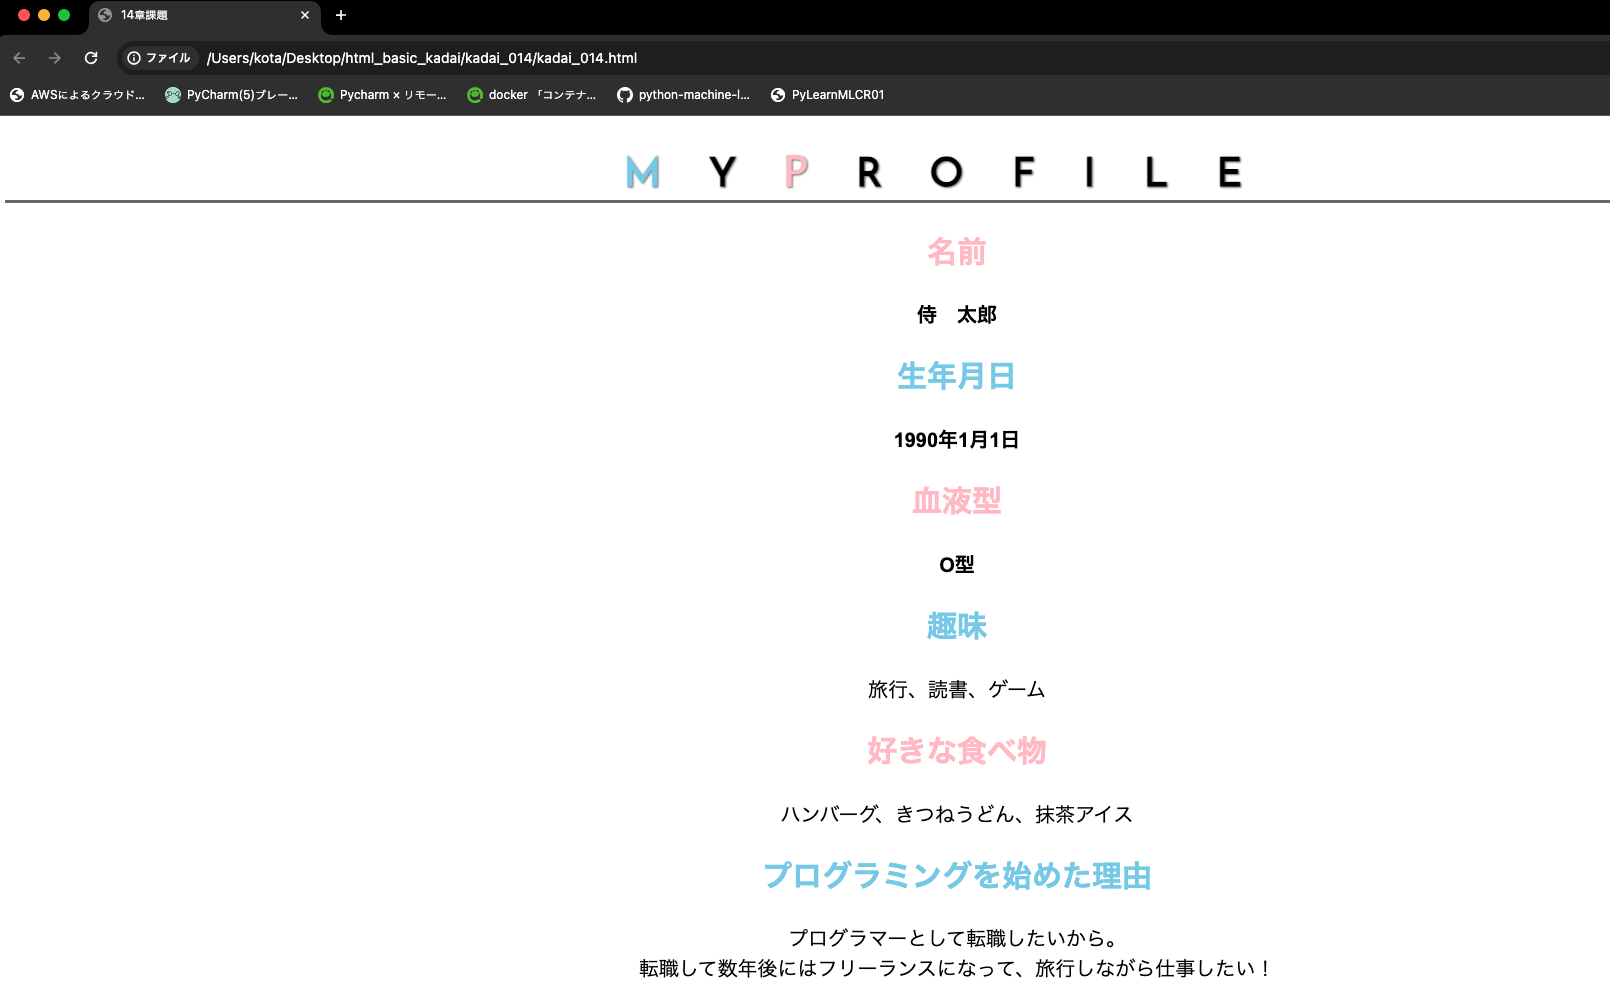 14章課題
ファイル
/Users/kota/Desktop/html_basic_kadai/kadai_014/kadai_014.html
AWSによるクラウド...
PyCharm(5)プレー...
Pycharm × リモー...
docker 「コンテナ...
python-machine-l...
PyLearnMLCR01
M Y P R O F I L E
名前
侍　太郎
生年月日
1990年1月1日
血液型
O型
趣味
旅行、読書、ゲーム
好きな食べ物
ハンバーグ、きつねうどん、抹茶アイス
プログラミングを始めた理由
プログラマーとして転職したいから。
転職して数年後にはフリーランスになって、旅行しながら仕事したい！